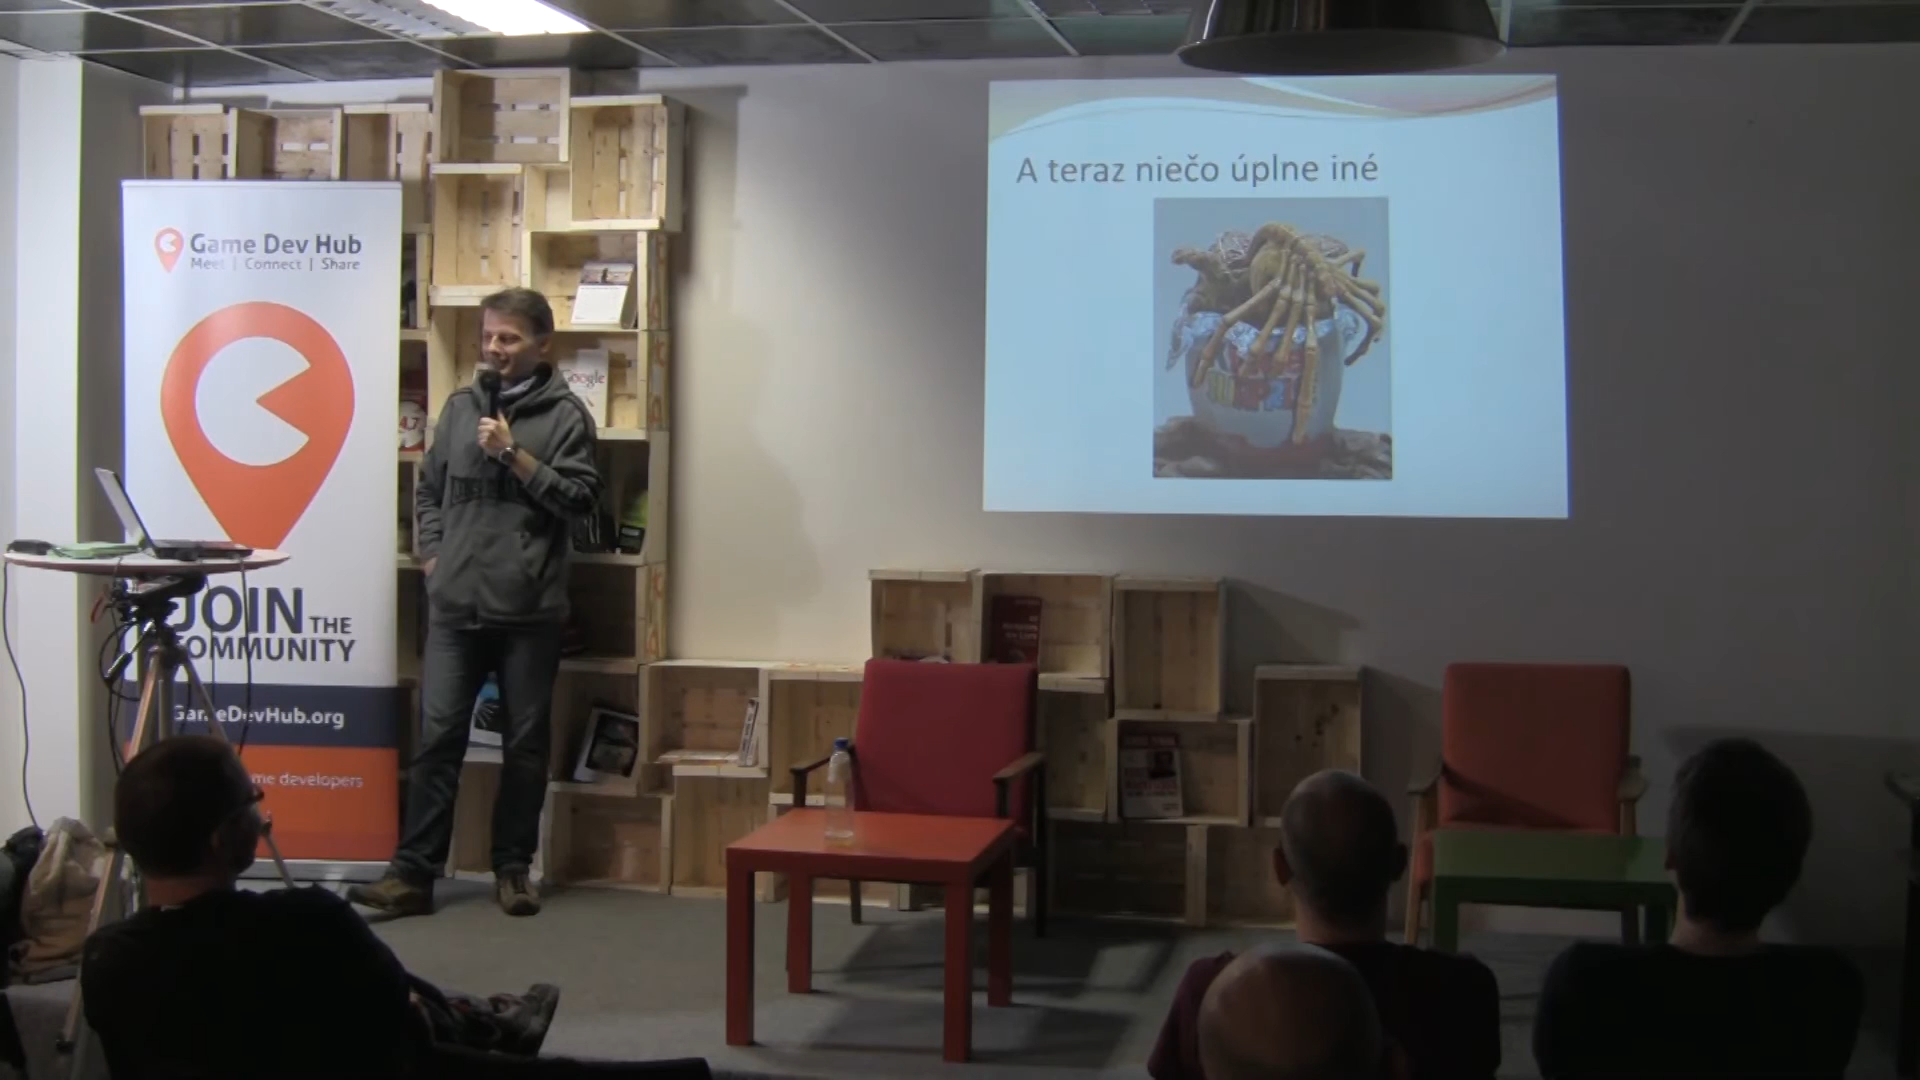 Game Dev Hub
Meet | Connect | Share
JOIN THE
COMMUNITY
GameDevHub.org
me developers
A teraz niečo úplne iné
Google